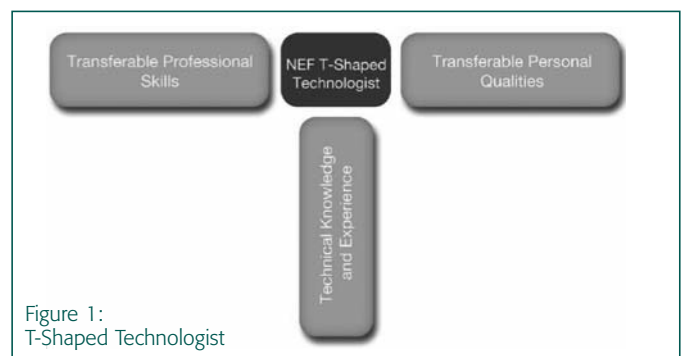 Transferable Professional
Skills
NEF T-Shaped
Technologist
Transferable Personal
Qualities
Technical Knowledge
and Experience
Figure 1:
T-Shaped Technologist